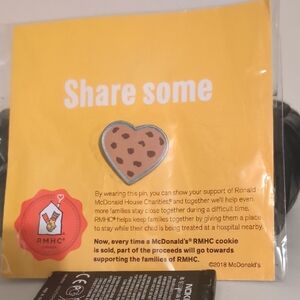 Share some
By wearing this pin, you can show your support of Ronald
McDonald House Charities® and together we'll help even
more families stay close together during a difficult time.
RMHC® helps keep families together by giving them a place
to stay while their child is being treated at a hospital nearby.
Now, every time a McDonald's® RMHC cookie
is sold, part of the proceeds will go towards
supporting the families of RMHC.
©2018 McDonald's
RMHC®